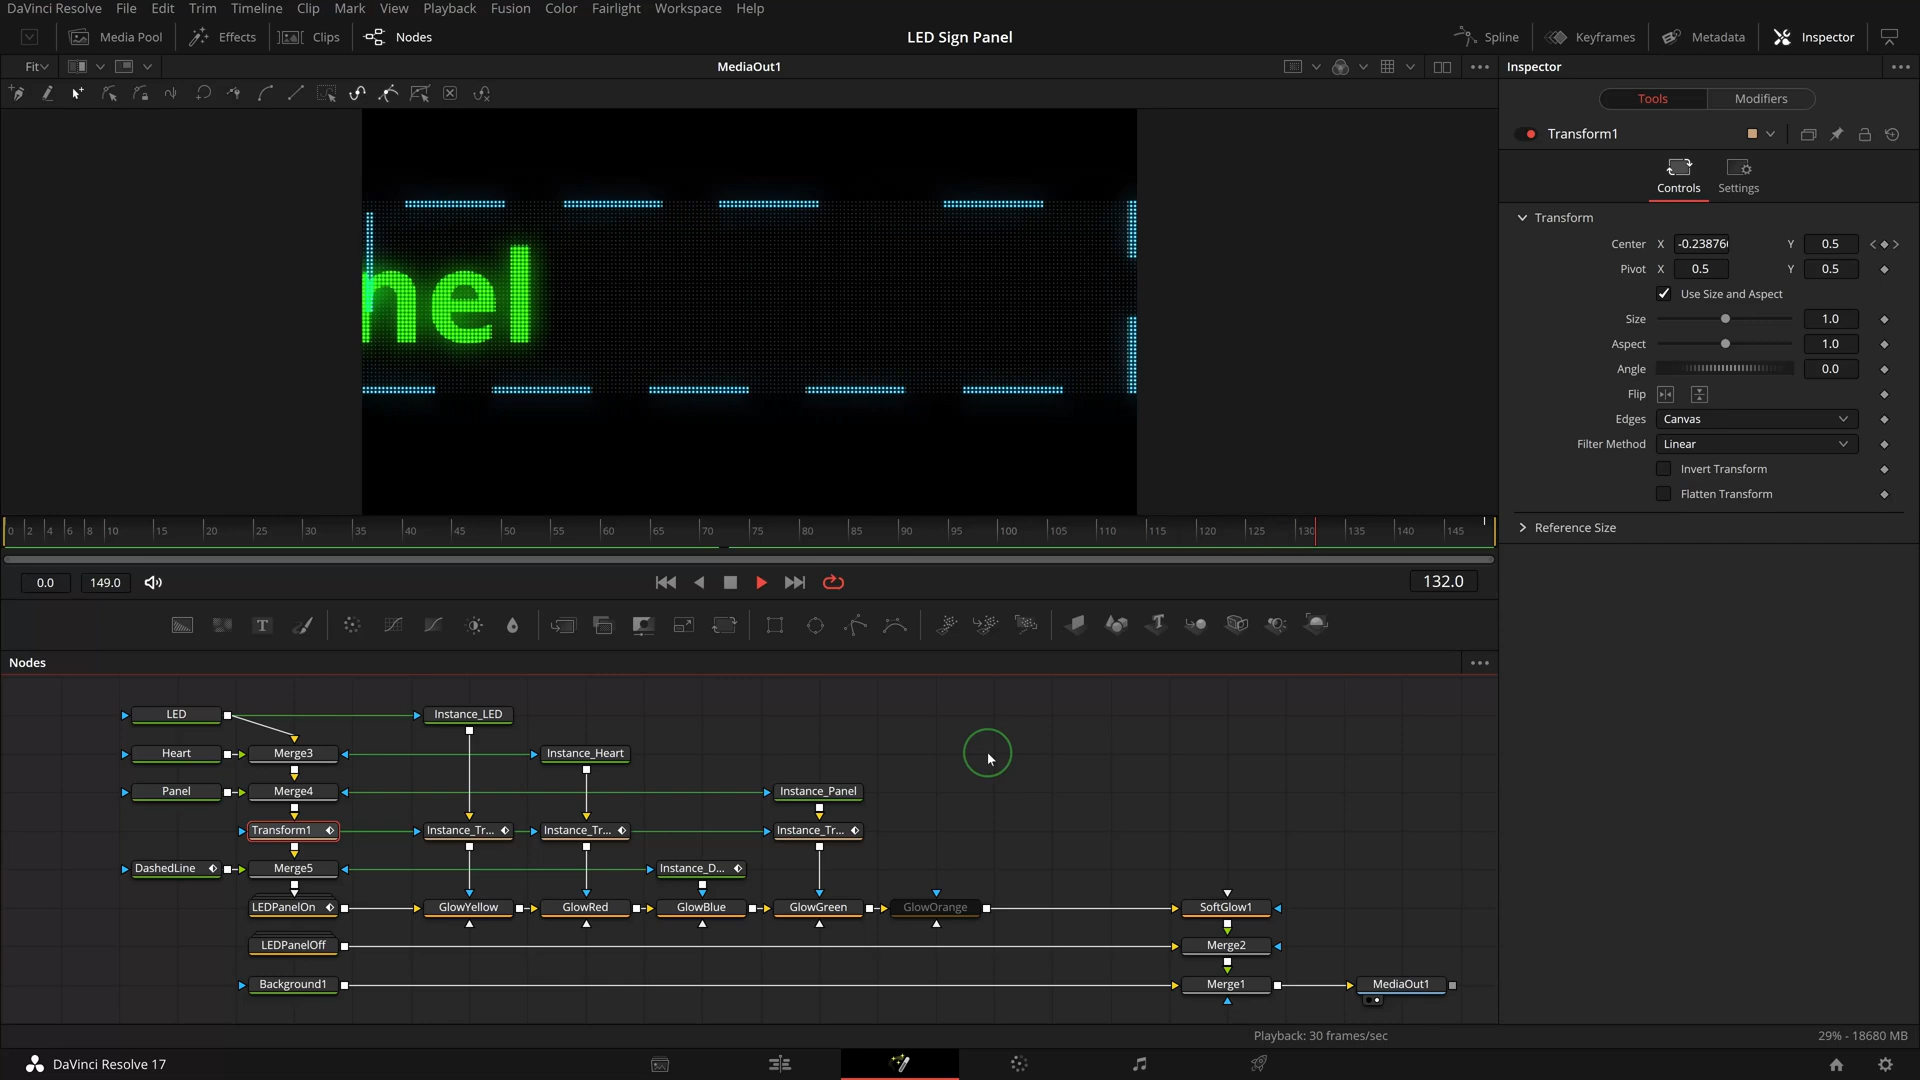 DaVinci Resolve File Edit Trim Timeline Clip Mark View Playback Fusion Color Fairlight Workspace Help
Media Pool Effects Clips Nodes LED Sign Panel Spline Keyframes Metadata Inspector
Fit MediaOut1 Inspector
Tools Modifiers
Transform1
Controls Settings
Transform
Center X -0.23876 Y 0.5
Pivot X 0.5 Y 0.5
Use Size and Aspect
Size 1.0
Aspect 1.0
Angle 0.0
Flip
Edges Canvas
Filter Method Linear
Invert Transform
Flatten Transform
Reference Size
nel
0 2 4 6 8 10 15 20 25 30 35 40 45 50 55 60 65 70 75 80 85 90 95 100 105 110 115 120 125 130 135 140 145
0.0 149.0 132.0
T T
Nodes
LED Instance_LED
Heart Merge3 Instance_Heart
Panel Merge4 Instance_Panel
Transform1 Instance_Tr... Instance_Tr... Instance_Tr...
DashedLine Merge5 Instance_D...
LEDPanelOn GlowYellow GlowRed GlowBlue GlowGreen GlowOrange SoftGlow1
LEDPanelOff Merge2
Background1 Merge1 MediaOut1
Playback: 30 frames/sec 29% - 18680 MB
DaVinci Resolve 17